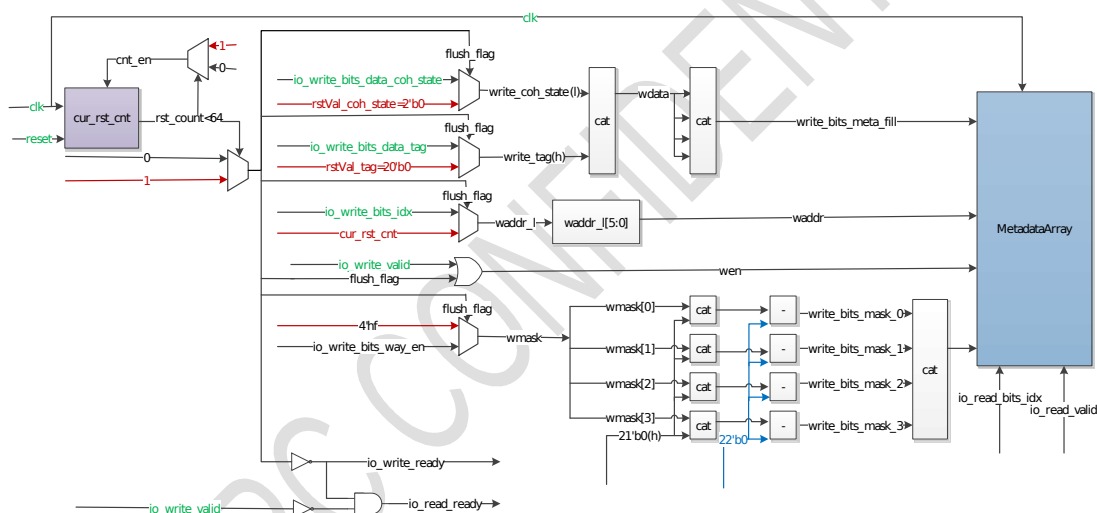 clk
flush_flag
1
cnt_en
0
io_write_bits_data_coh_state
write_coh_state(l)
wdata
rstVal_coh_state=2'b0
clk
cur_rst_cnt
rst_count<64
cat
cat
write_bits_meta_fill
flush_flag
reset
io_write_bits_data_tag
0
write_tag(h)
rstVal_tag=20'b0
1
flush_flag
io_write_bits_idx
waddr_l
waddr_l[5:0]
waddr
cur_rst_cnt
MetadataArray
io_write_valid
flush_flag
wen
flush_flag
wmask[0]
cat
-
write_bits_mask_0
4'hf
wmask
io_write_bits_way_en
wmask[1]
cat
-
write_bits_mask_1
cat
wmask[2]
cat
-
write_bits_mask_2
io_read_bits_idx
io_read_valid
wmask[3]
cat
-
write_bits_mask_3
21'b0(h)
22'b0
io_write_ready
io_read_ready
io_write_valid
RC CONFIDENT